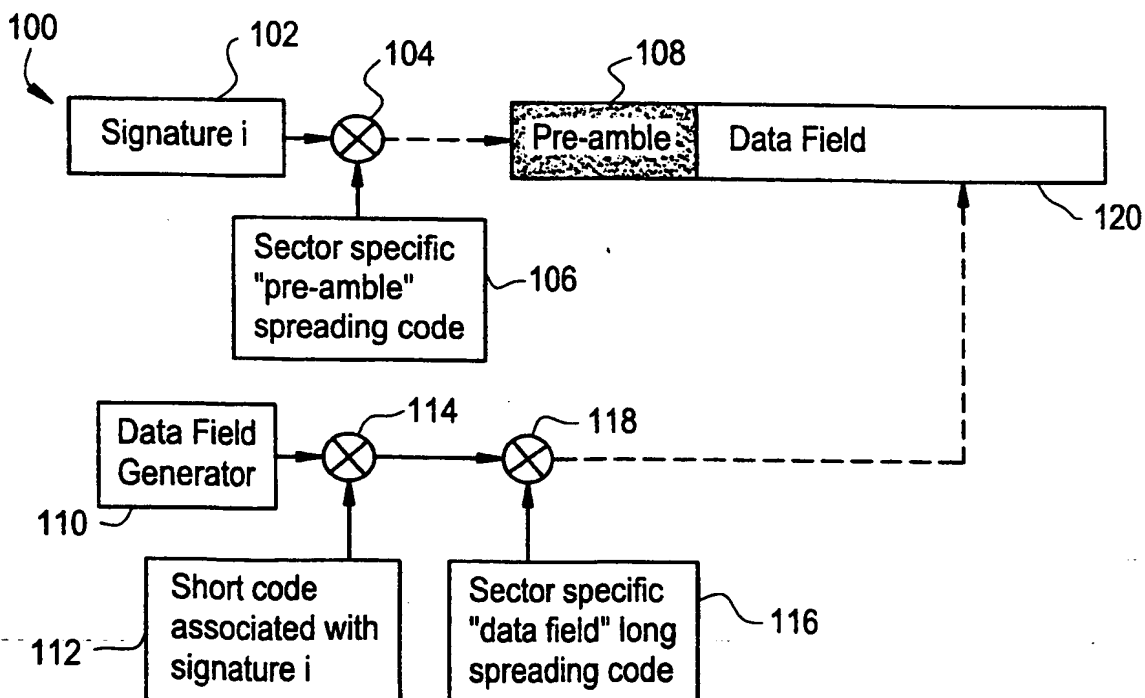 100
102
104
108
Signature i
Pre-amble
Data Field
120
Sector specific
"pre-amble"
spreading code
106
Data Field
Generator
110
114
118
Short code
associated with
signature i
112
Sector specific
"data field" long
spreading code
116